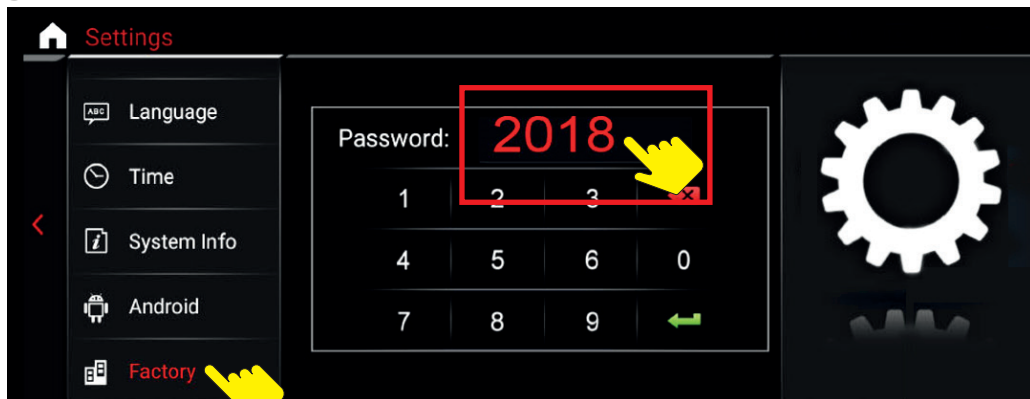 Settings
ABC
Language
Time
i
System Info
Android
Factory
Password: 2018
1 2 3
4 5 6 0
7 8 9